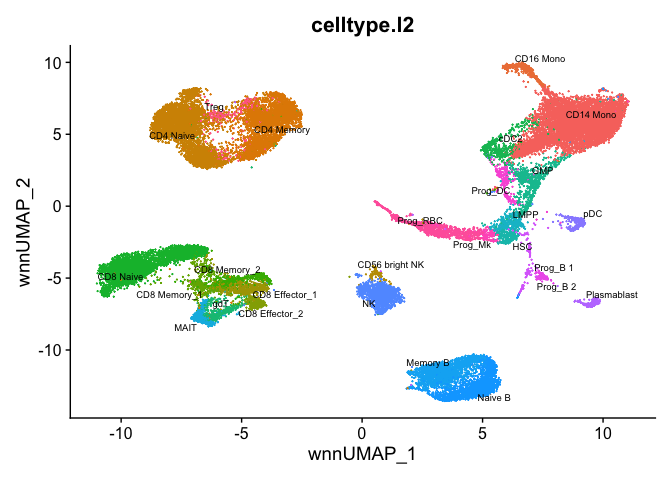 celltype.l2
10
5
0
-5
-10
wnnUMAP_2
CD16 Mono
Treg
CD14 Mono
CD4 Memory
CD4 Naive
cDC2
GMP
Prog_DC
Prog_RBC
LMPP
pDC
Prog_Mk
HSC
CD56 bright NK
CD8 Memory_2
CD8 Naive
Prog_B 1
Prog_B 2
CD8 Memory_1
CD8 Effector_1
Plasmablast
gdT
NK
CD8 Effector_2
MAIT
Memory B
Naive B
-10
-5
0
5
10
wnnUMAP_1